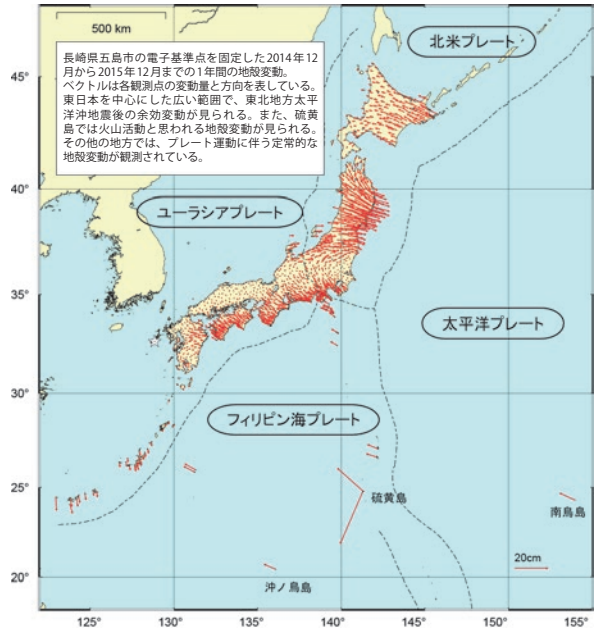 500 km
北米プレート
長崎県五島市の電子基準点を固定した2014年12
月から2015年12月までの1年間の地殻変動。
ベクトルは各観測点の変動量と方向を表している。
東日本を中心にした広い範囲で、東北地方太平
洋沖地震後の余効変動が見られる。また、硫黄
島では火山活動と思われる地殻変動が見られる。
その他の地方では、プレート運動に伴う定常的な
地殻変動が観測されている。
45°
40°
ユーラシアプレート
35°
太平洋プレート
30°
フィリピン海プレート
25°
硫黄島
南鳥島
20cm
20°
沖ノ鳥島
125°
130°
135°
140°
145°
150°
155°